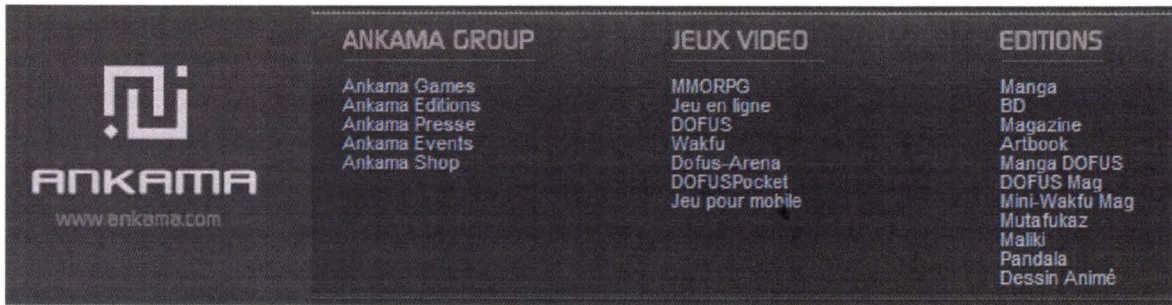 ANKAMA
www.ankama.com
ANKAMA GROUP
Ankama Games
Ankama Editions
Ankama Presse
Ankama Events
Ankama Shop
JEUX VIDEO
MMORPG
Jeu en ligne
DOFUS
Wakfu
Dofus-Arena
DOFUSPocket
Jeu pour mobile
EDITIONS
Manga
BD
Magazine
Artbook
Manga DOFUS
DOFUS Mag
Mini-Wakfu Mag
Mutafukaz
Maliki
Pandala
Dessin Animé